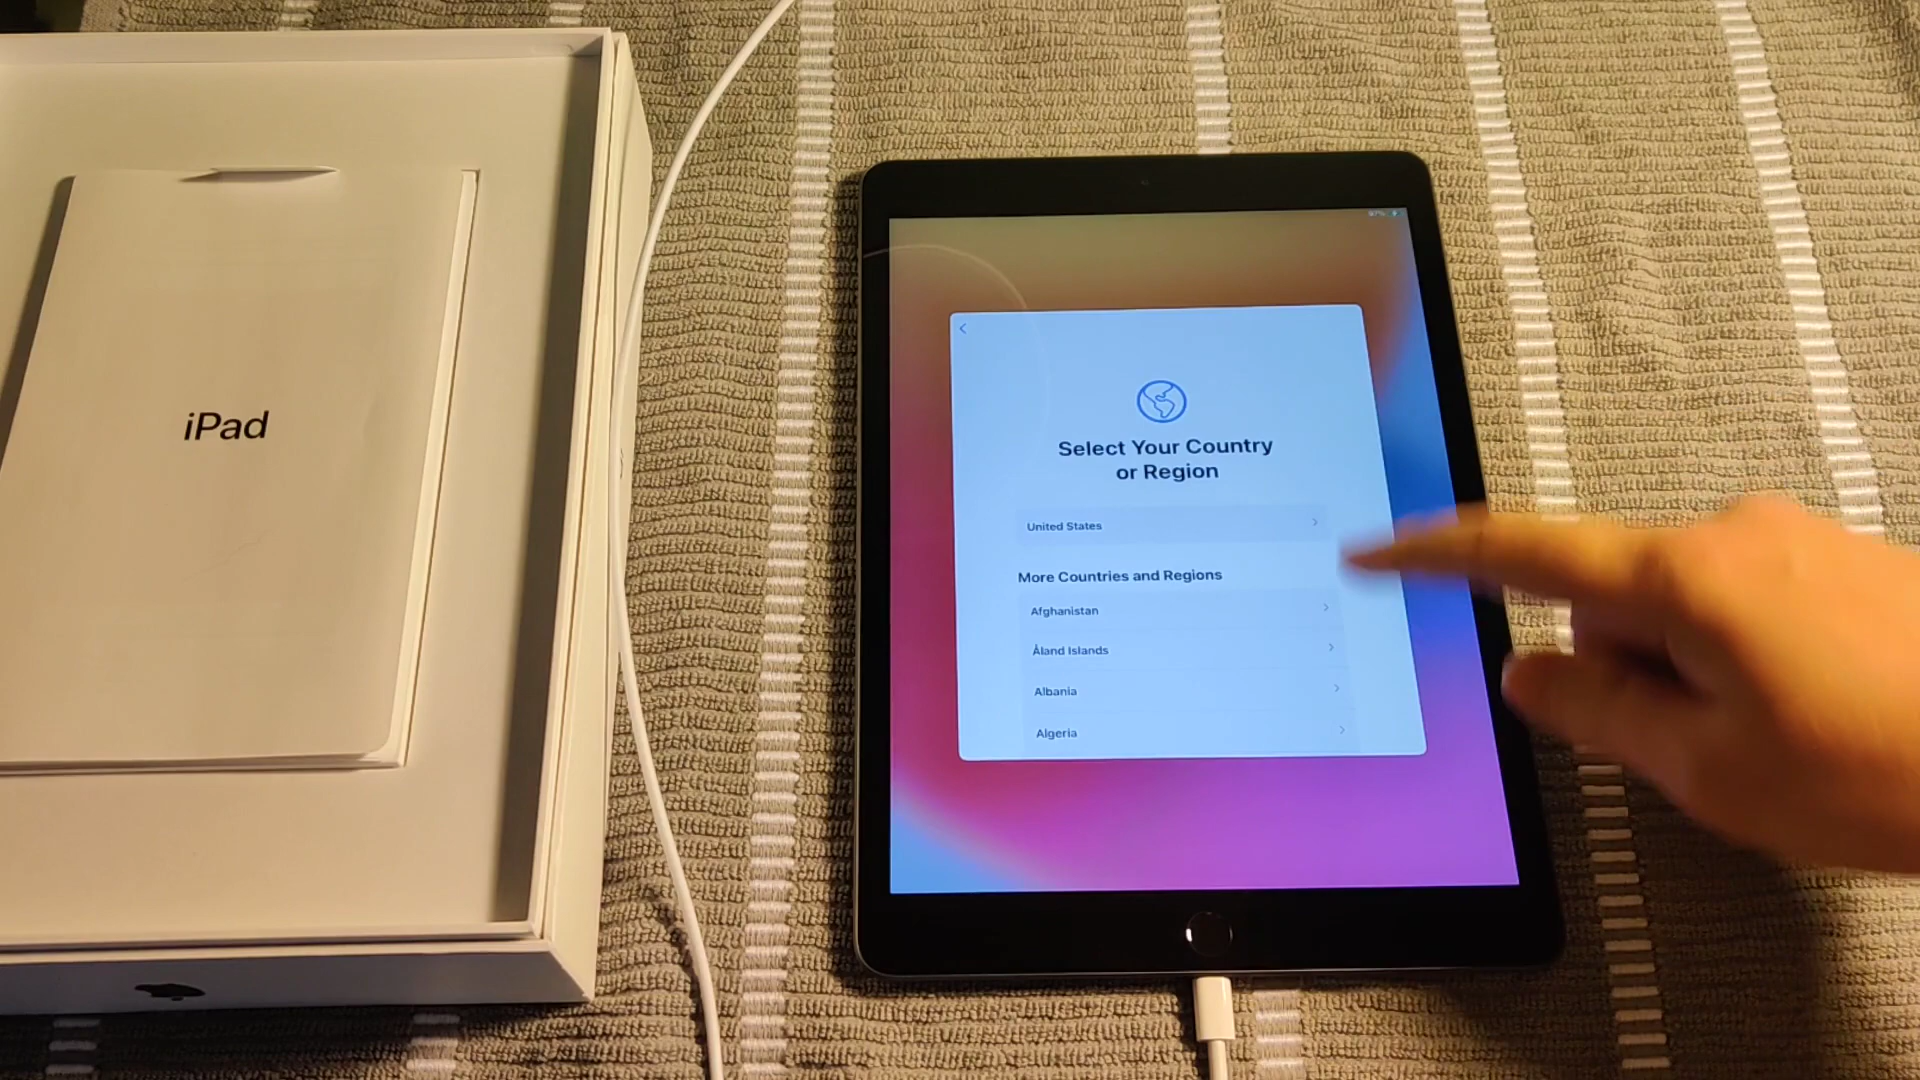 iPad
Select Your Country
or Region
United States
More Countries and Regions
Afghanistan
Åland Islands
Albania
Algeria